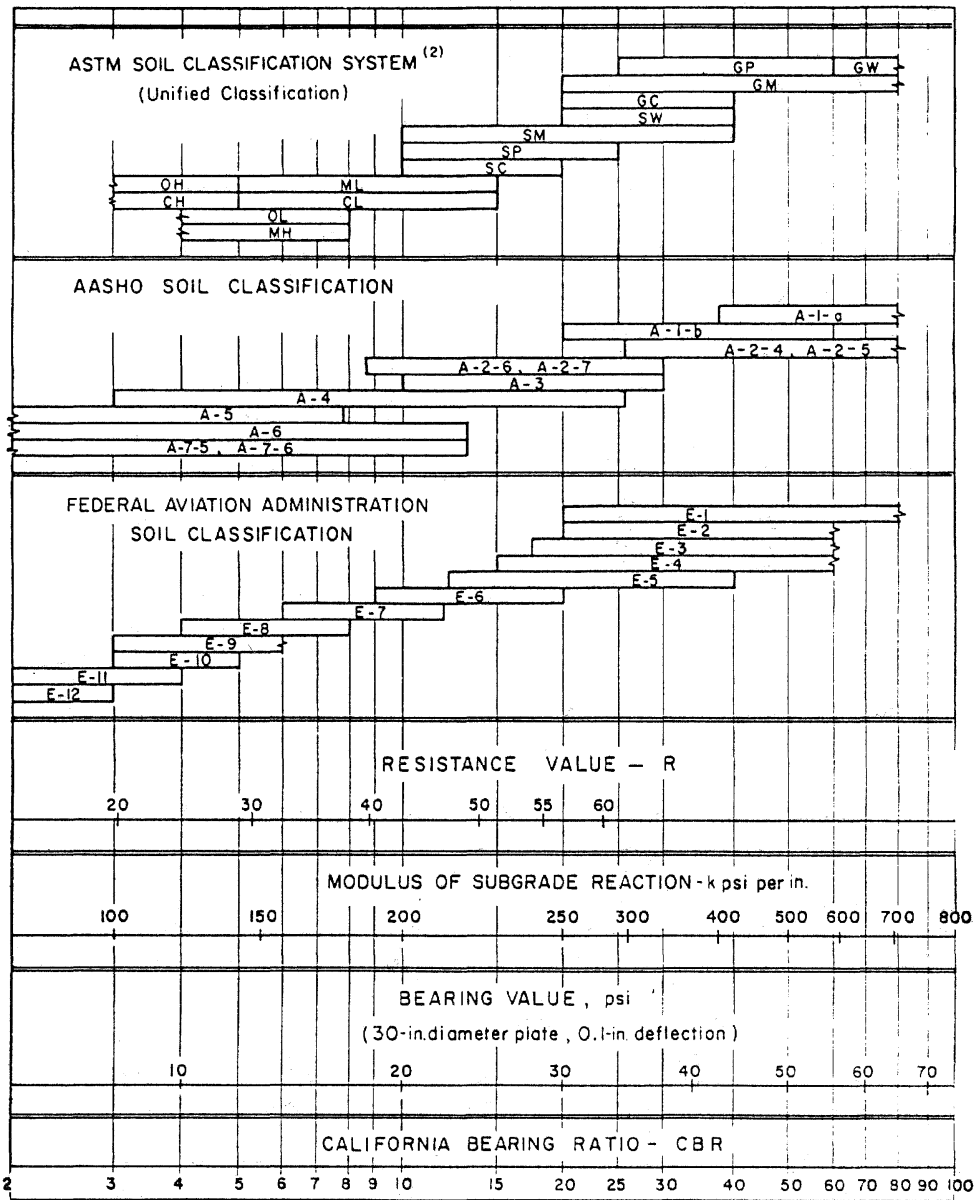 ASTM SOIL CLASSIFICATION SYSTEM (2)
(Unified Classification)
GP GW
GM
GC
SW
SM
SP
SC
OH ML
CH CL
OL
MH
AASHO SOIL CLASSIFICATION
A-1-a
A-1-b
A-2-4, A-2-5
A-2-6, A-2-7
A-3
A-4
A-5
A-6
A-7-5, A-7-6
FEDERAL AVIATION ADMINISTRATION
SOIL CLASSIFICATION
E-1
E-2
E-3
E-4
E-5
E-6
E-7
E-8
E-9
E-10
E-11
E-12
RESISTANCE VALUE - R
20 30 40 50 55 60
MODULUS OF SUBGRADE REACTION - k psi per in.
100 150 200 250 300 400 500 600 700 800
BEARING VALUE, psi
(30-in. diameter plate, 0.1-in. deflection)
10 20 30 40 50 60 70
CALIFORNIA BEARING RATIO - CBR
2 3 4 5 6 7 8 9 10 15 20 25 30 40 50 60 70 80 90 100